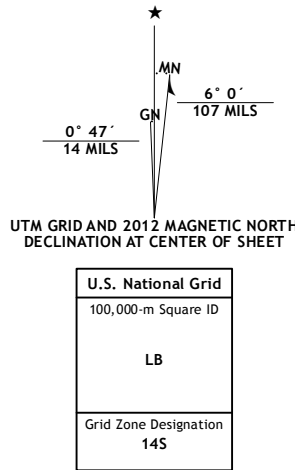 MN
GN
6° 0´
107 MILS
0° 47´
14 MILS
UTM GRID AND 2012 MAGNETIC NORTH
DECLINATION AT CENTER OF SHEET
U.S. National Grid
100,000-m Square ID
LB
Grid Zone Designation
14S